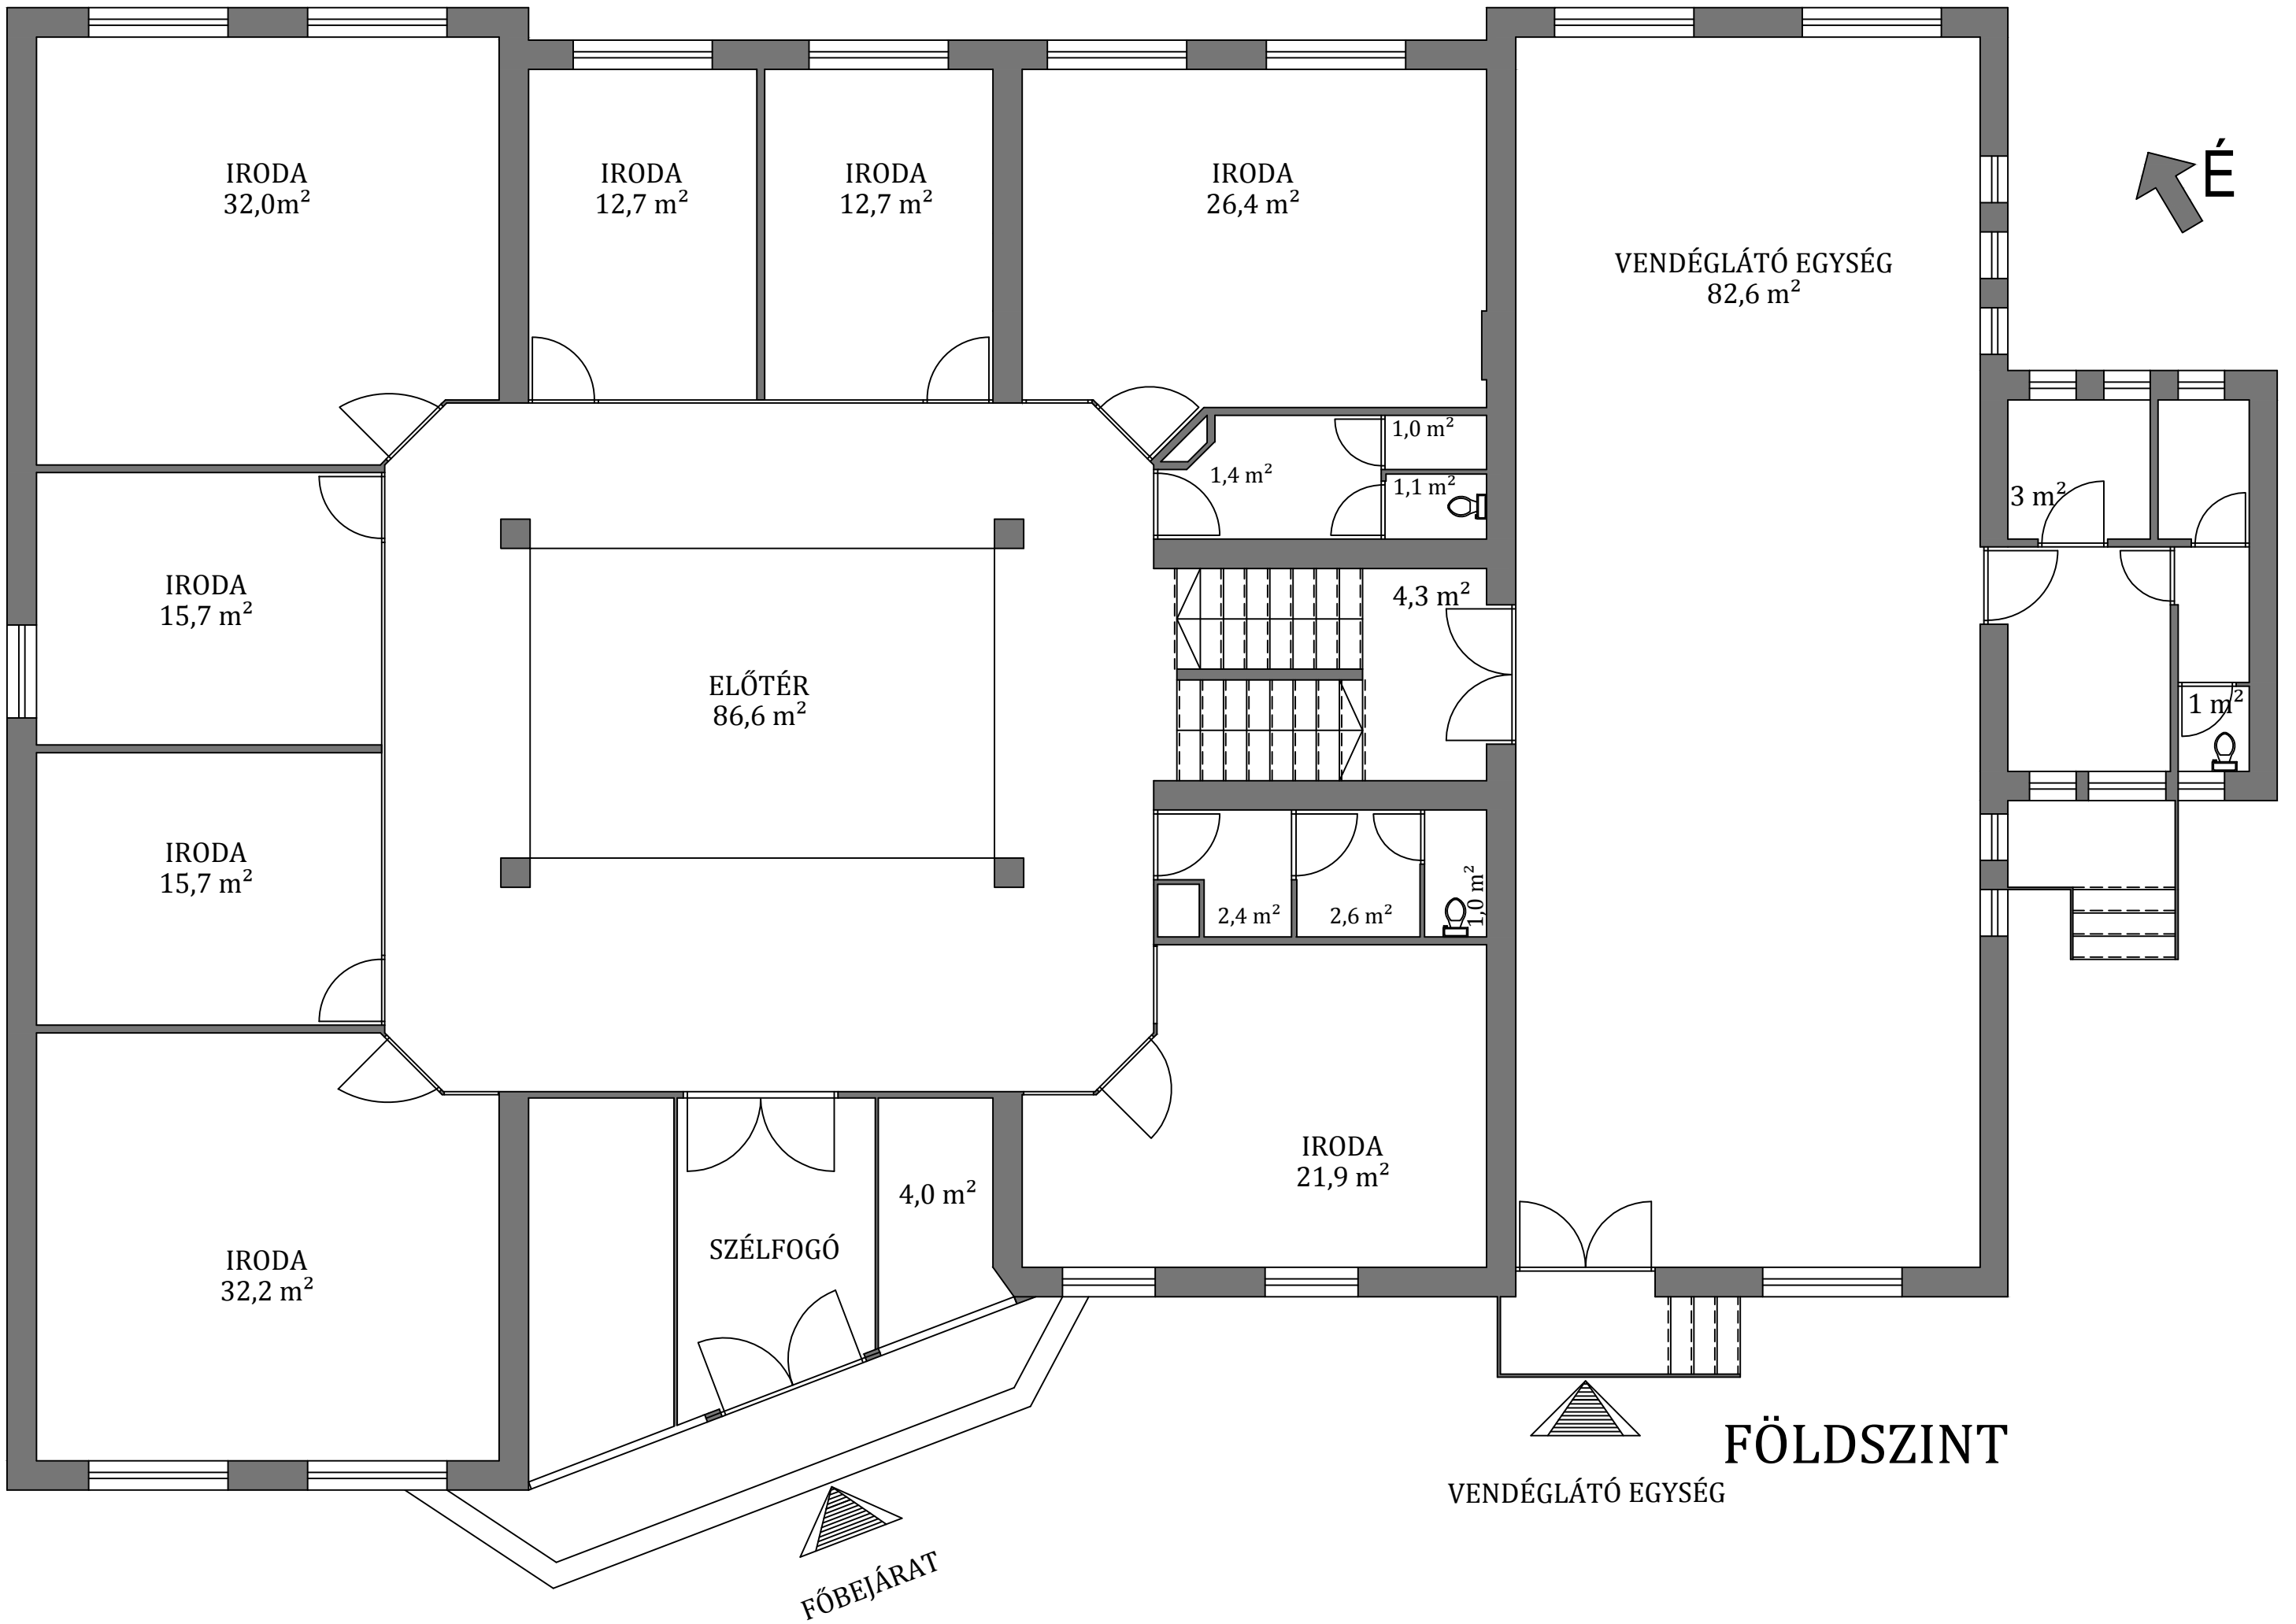 IRODA
32,0m²
IRODA
12,7 m²
IRODA
12,7 m²
IRODA
26,4 m²
VENDÉGLÁTÓ EGYSÉG
82,6 m²
É
1,0 m²
1,4 m²
1,1 m²
3 m²
IRODA
15,7 m²
4,3 m²
ELŐTÉR
86,6 m²
1 m²
IRODA
15,7 m²
2,4 m²
2,6 m²
1,0 m²
IRODA
21,9 m²
4,0 m²
SZÉLFOGÓ
IRODA
32,2 m²
FÖLDSZINT
VENDÉGLÁTÓ EGYSÉG
FŐBEJÁRAT